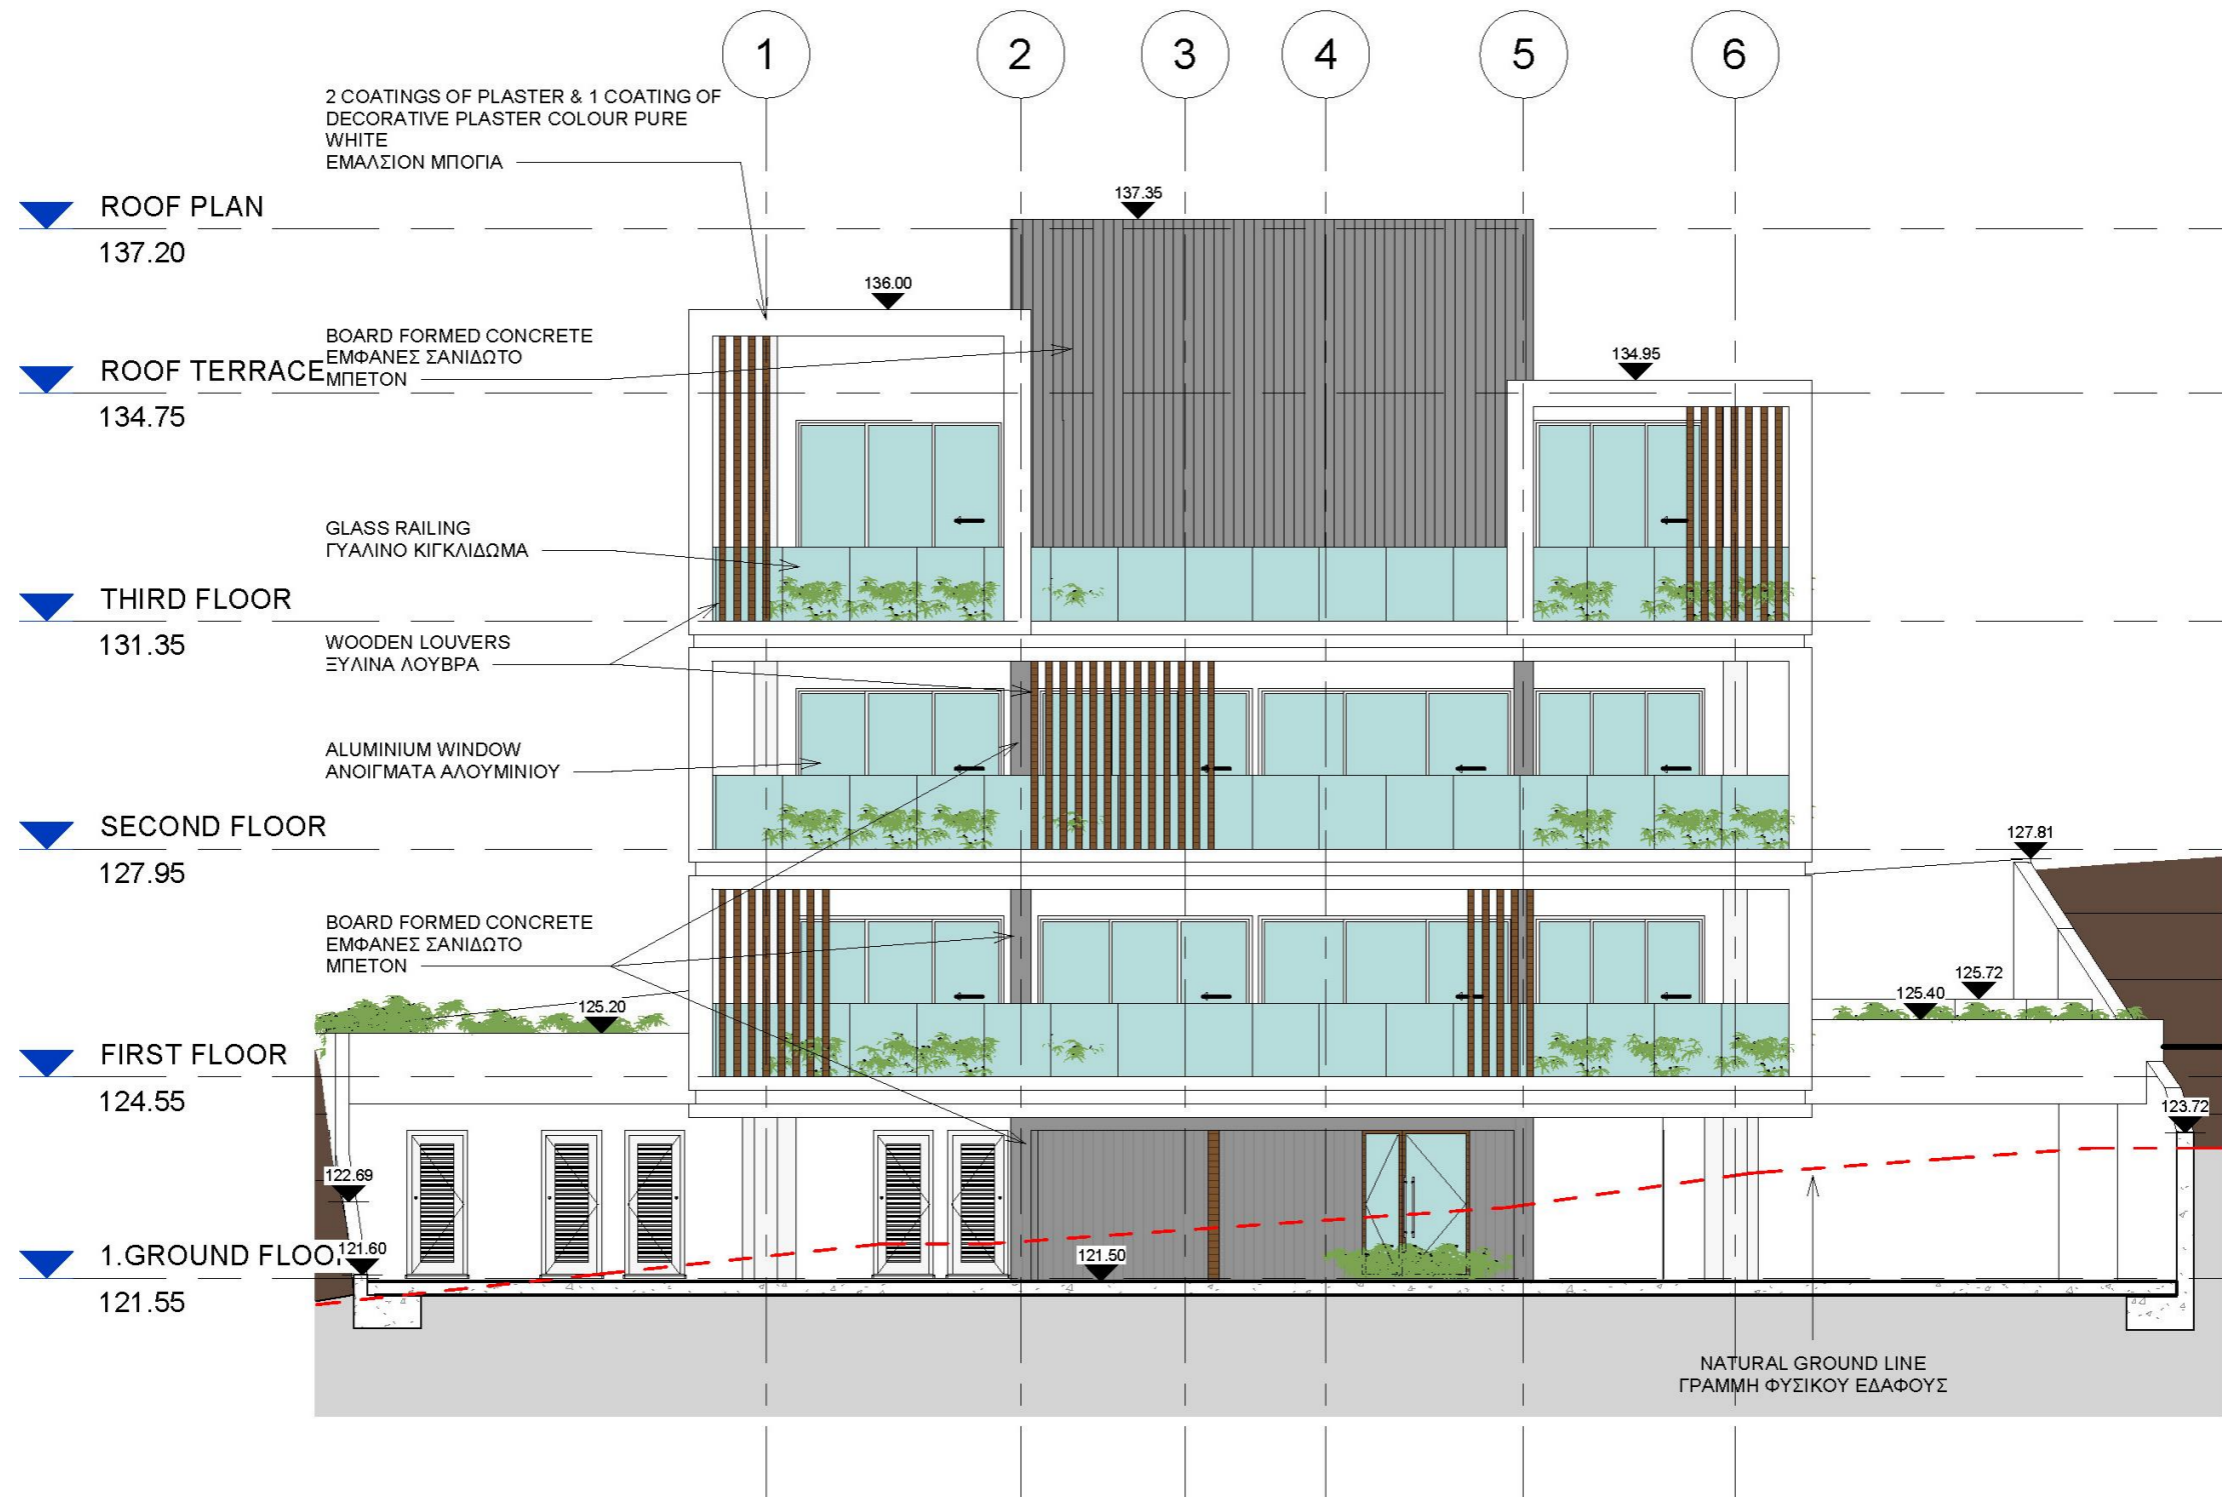 1
2
3
4
5
6
2 COATINGS OF PLASTER & 1 COATING OF
DECORATIVE PLASTER COLOUR PURE
WHITE
ΕΜΑΛΣΙΟΝ ΜΠΟΓΙΑ
ROOF PLAN
137.20
137.35
136.00
BOARD FORMED CONCRETE
ΕΜΦΑΝΕΣ ΣΑΝΙΔΩΤΟ
ΜΠΕΤΟΝ
134.95
ROOF TERRACE
134.75
GLASS RAILING
ΓΥΑΛΙΝΟ ΚΙΓΚΛΙΔΩΜΑ
THIRD FLOOR
131.35
WOODEN LOUVERS
ΞΥΛΙΝΑ ΛΟΥΒΡΑ
ALUMINIUM WINDOW
ΑΝΟΙΓΜΑΤΑ ΑΛΟΥΜΙΝΙΟΥ
SECOND FLOOR
127.95
127.81
BOARD FORMED CONCRETE
ΕΜΦΑΝΕΣ ΣΑΝΙΔΩΤΟ
ΜΠΕΤΟΝ
125.72
125.40
125.20
FIRST FLOOR
124.55
123.72
122.69
1.GROUND FLOO
121.60
121.50
121.55
NATURAL GROUND LINE
ΓΡΑΜΜΗ ΦΥΣΙΚΟΥ ΕΔΑΦΟΥΣ